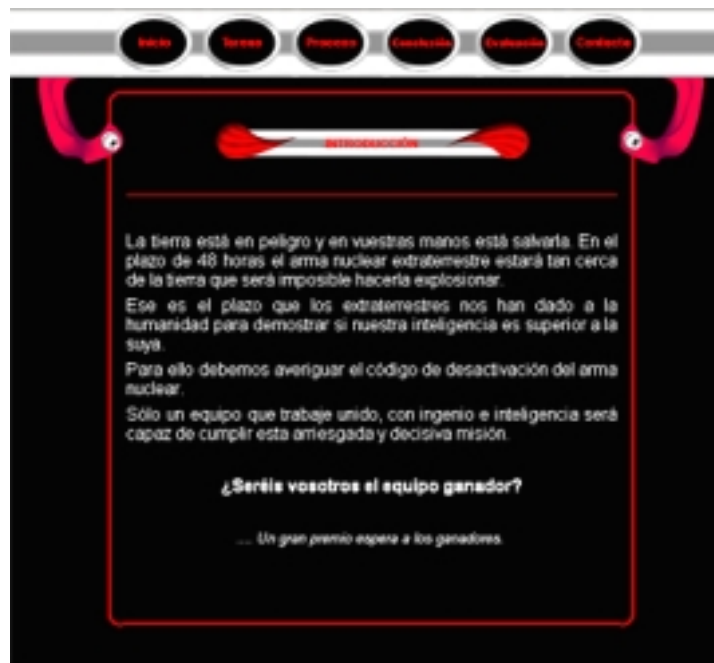 Inicio Tareas Proceso Conclusión Evaluación Contacto
INTRODUCCIÓN
La tierra está en peligro y en vuestras manos está salvarla. En el
plazo de 48 horas el arma nuclear extraterrestre estará tan cerca
de la tierra que será imposible hacerla explosionar.
Ese es el plazo que los extraterrestres nos han dado a la
humanidad para demostrar si nuestra inteligencia es superior a la
suya.
Para ello debemos averiguar el código de desactivación del arma
nuclear.
Sólo un equipo que trabaje unido, con ingenio e inteligencia será
capaz de cumplir esta arriesgada y decisiva misión.
¿Seréis vosotros el equipo ganador?
.... Un gran premio espera a los ganadores.